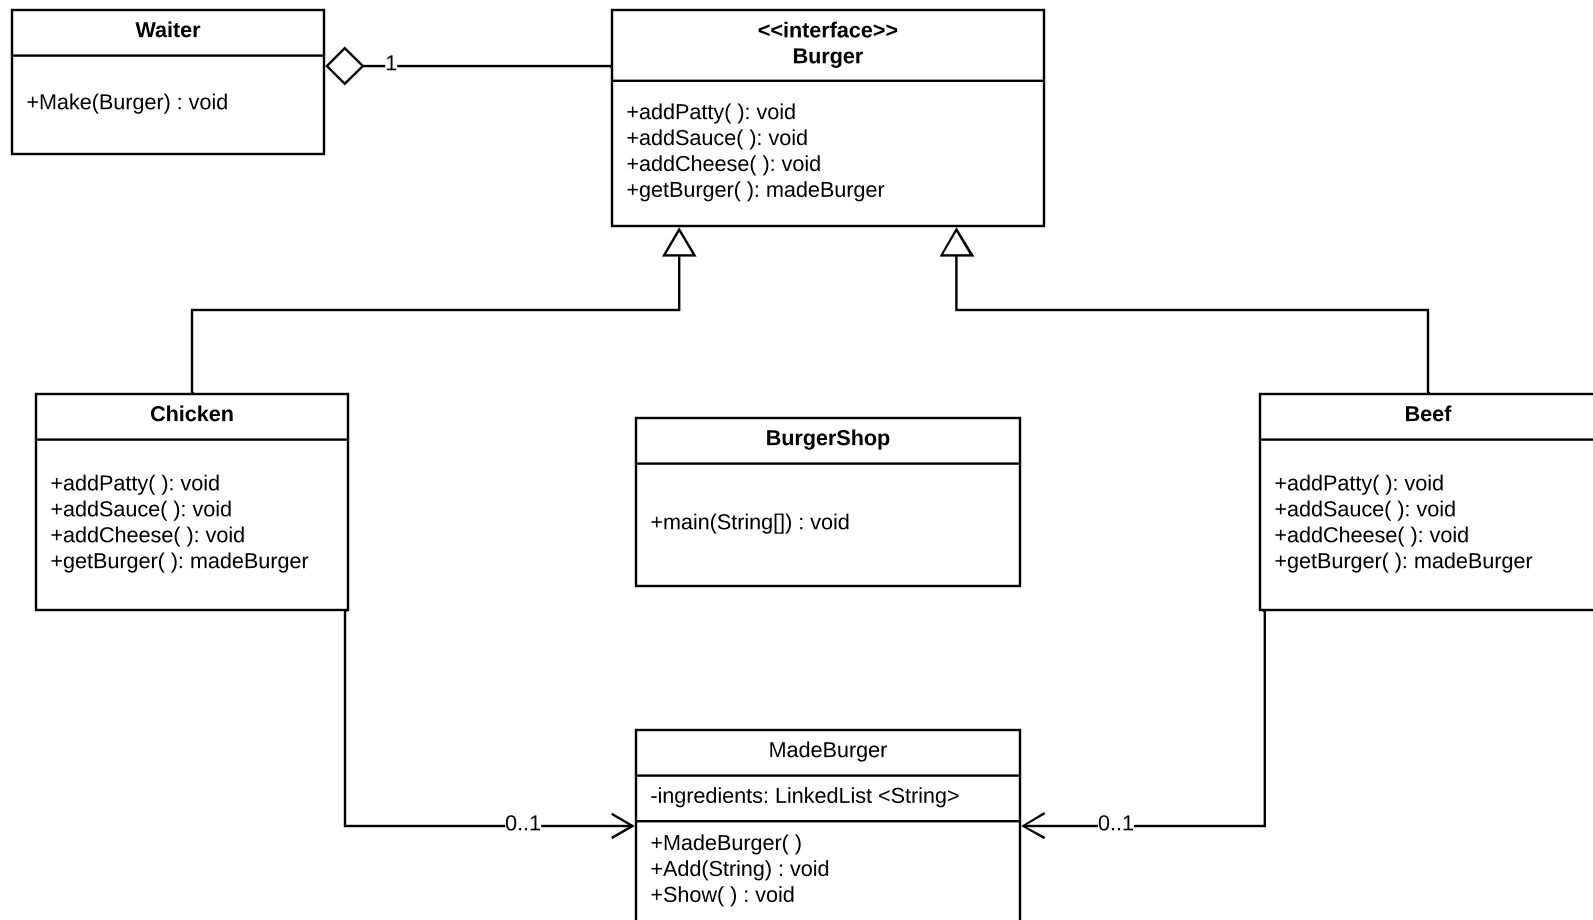 Waiter
+Make(Burger) : void
1
<<interface>>
Burger
+addPatty( ): void
+addSauce( ): void
+addCheese( ): void
+getBurger( ): madeBurger
Chicken
+addPatty( ): void
+addSauce( ): void
+addCheese( ): void
+getBurger( ): madeBurger
BurgerShop
+main(String[]) : void
Beef
+addPatty( ): void
+addSauce( ): void
+addCheese( ): void
+getBurger( ): madeBurger
0..1
MadeBurger
-ingredients: LinkedList <String>
+MadeBurger( )
+Add(String) : void
+Show( ) : void
0..1